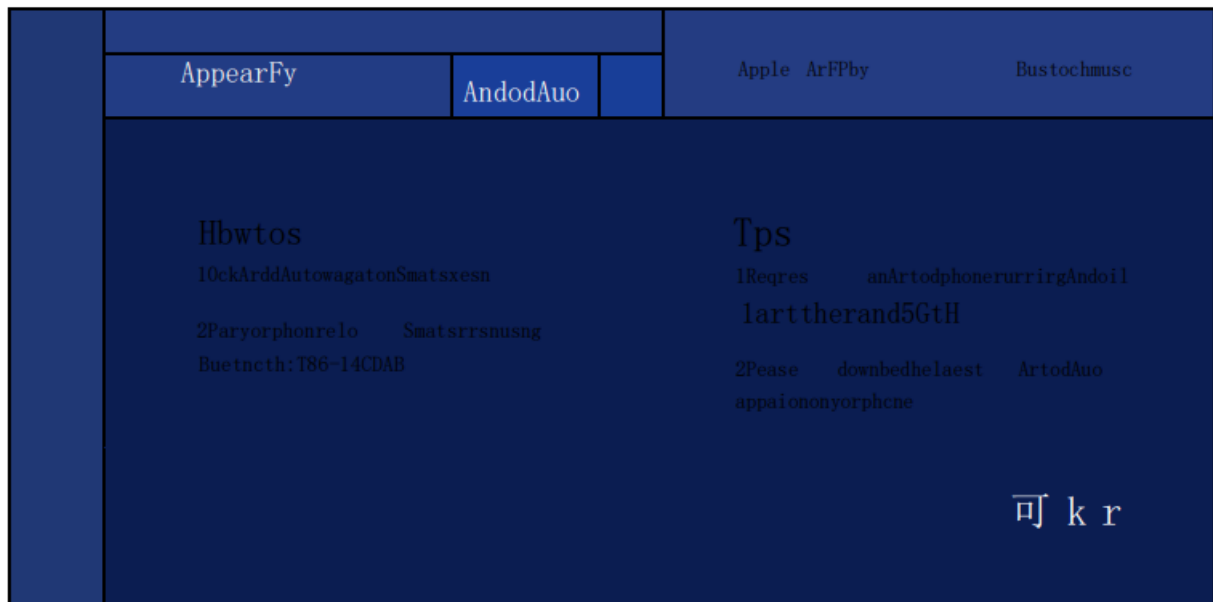 AppearFy
AndodAuo
Apple ArFPby Bustochmusc
Hbwtos
1OckArddAutowagatonSmatsxesn
2Paryorphonrelo Smatsrrsnusng
Buetncth:T86-14CDAB
Tps
1Reqres anArtodphonerurrirgAndoil
1arttherand5GtH
2Pease downbedhelaest ArtodAuo
appaiononyorphcne
可 k r